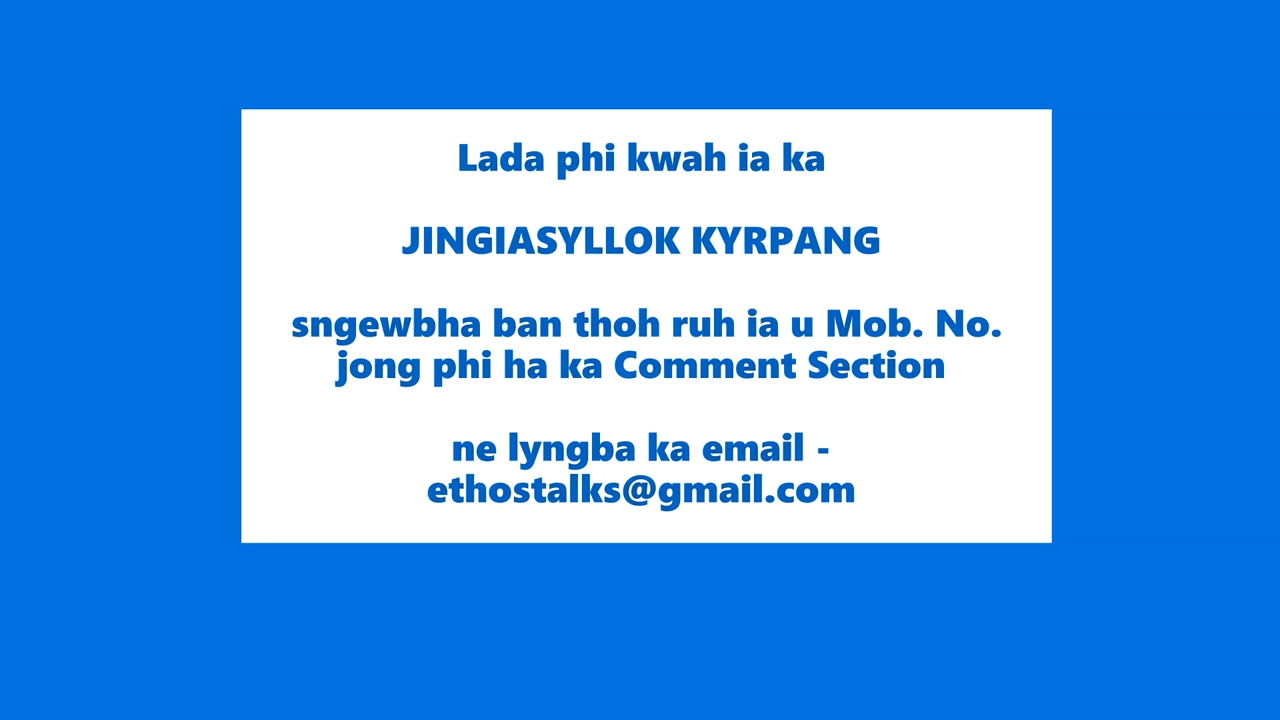 Lada phi kwah ia ka
JINGIASYLLOK KYRPANG
sngewbha ban thoh ruh ia u Mob. No.
jong phi ha ka Comment Section
ne lyngba ka email -
ethostalks@gmail.com